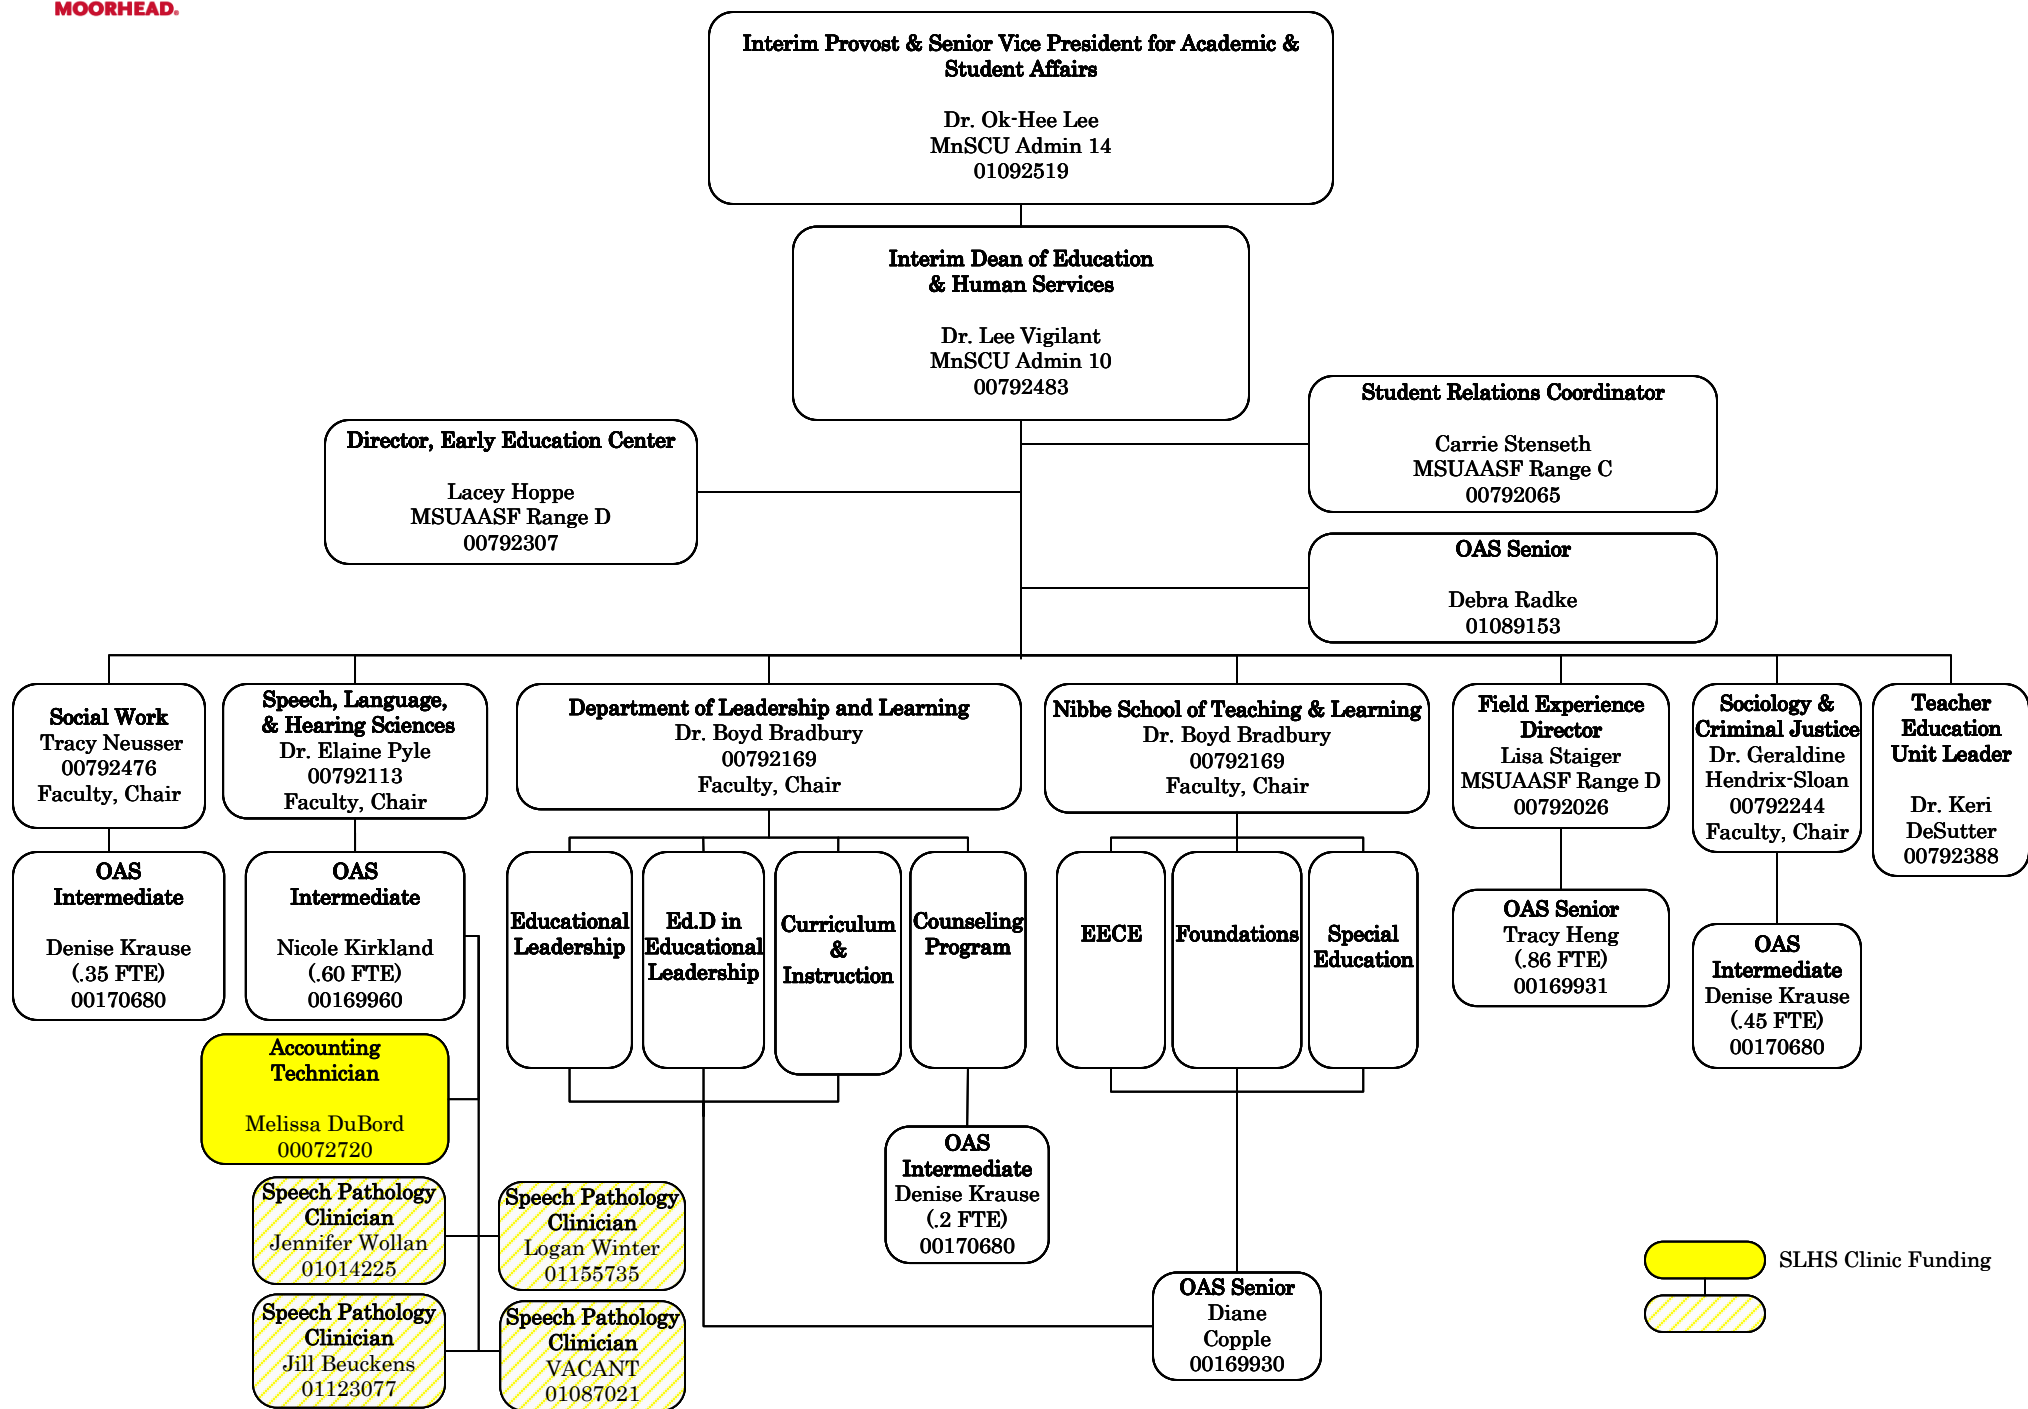 MOORHEAD.
Interim Provost & Senior Vice President for Academic &
Student Affairs
Dr. Ok-Hee Lee
MnSCU Admin 14
01092519
Interim Dean of Education
& Human Services
Dr. Lee Vigilant
MnSCU Admin 10
00792483
Student Relations Coordinator
Carrie Stenseth
MSUAASF Range C
00792065
Director, Early Education Center
Lacey Hoppe
MSUAASF Range D
00792307
OAS Senior
Debra Radke
01089153
Social Work
Tracy Neusser
00792476
Faculty, Chair
Speech, Language,
& Hearing Sciences
Dr. Elaine Pyle
00792113
Faculty, Chair
Department of Leadership and Learning
Dr. Boyd Bradbury
00792169
Faculty, Chair
Nibbe School of Teaching & Learning
Dr. Boyd Bradbury
00792169
Faculty, Chair
Field Experience
Director
Lisa Staiger
MSUAASF Range D
00792026
Sociology &
Criminal Justice
Dr. Geraldine
Hendrix-Sloan
00792244
Faculty, Chair
Teacher
Education
Unit Leader
Dr. Keri
DeSutter
00792388
OAS
Intermediate
Denise Krause
(.35 FTE)
00170680
OAS
Intermediate
Nicole Kirkland
(.60 FTE)
00169960
Educational
Leadership
Ed.D in
Educational
Leadership
Curriculum
&
Instruction
Counseling
Program
EECE
Foundations
Special
Education
OAS Senior
Tracy Heng
(.86 FTE)
00169931
OAS
Intermediate
Denise Krause
(.45 FTE)
00170680
Accounting
Technician
Melissa DuBord
00072720
OAS
Intermediate
Denise Krause
(.2 FTE)
00170680
Speech Pathology
Clinician
Jennifer Wollan
01014225
Speech Pathology
Clinician
Logan Winter
01155735
Speech Pathology
Clinician
Jill Beuckens
01123077
Speech Pathology
Clinician
VACANT
01087021
OAS Senior
Diane
Copple
00169930
SLHS Clinic Funding